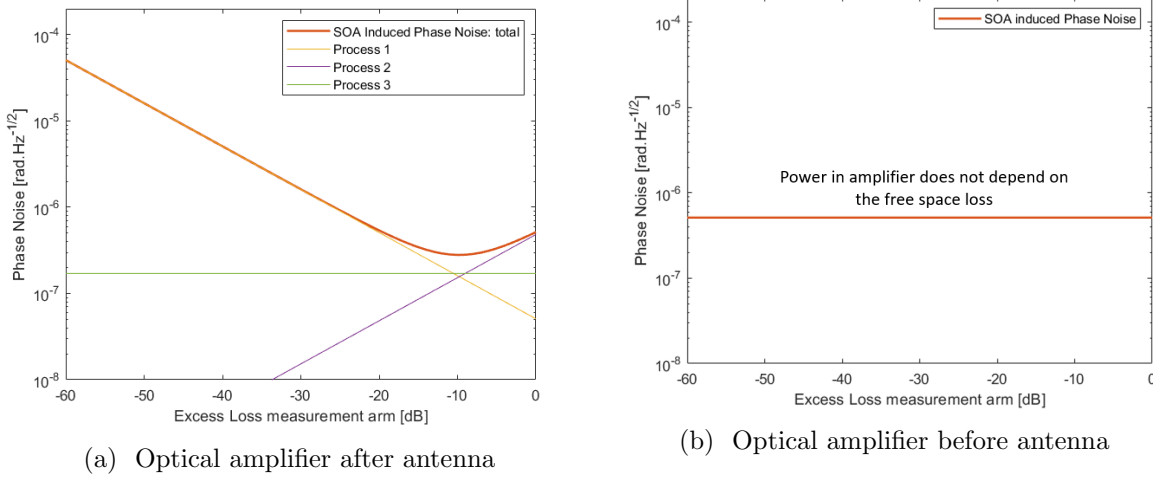 SOA Induced Phase Noise: total
Process 1
Process 2
Process 3
10^-4
10^-5
10^-6
10^-7
10^-8
Phase Noise [rad.Hz^-1/2]
-60 -50 -40 -30 -20 -10 0
Excess Loss measurement arm [dB]
(a) Optical amplifier after antenna
SOA induced Phase Noise
10^-4
10^-5
10^-6
10^-7
10^-8
Phase Noise [rad.Hz^-1/2]
Power in amplifier does not depend on
the free space loss
-60 -50 -40 -30 -20 -10 0
Excess Loss measurement arm [dB]
(b) Optical amplifier before antenna